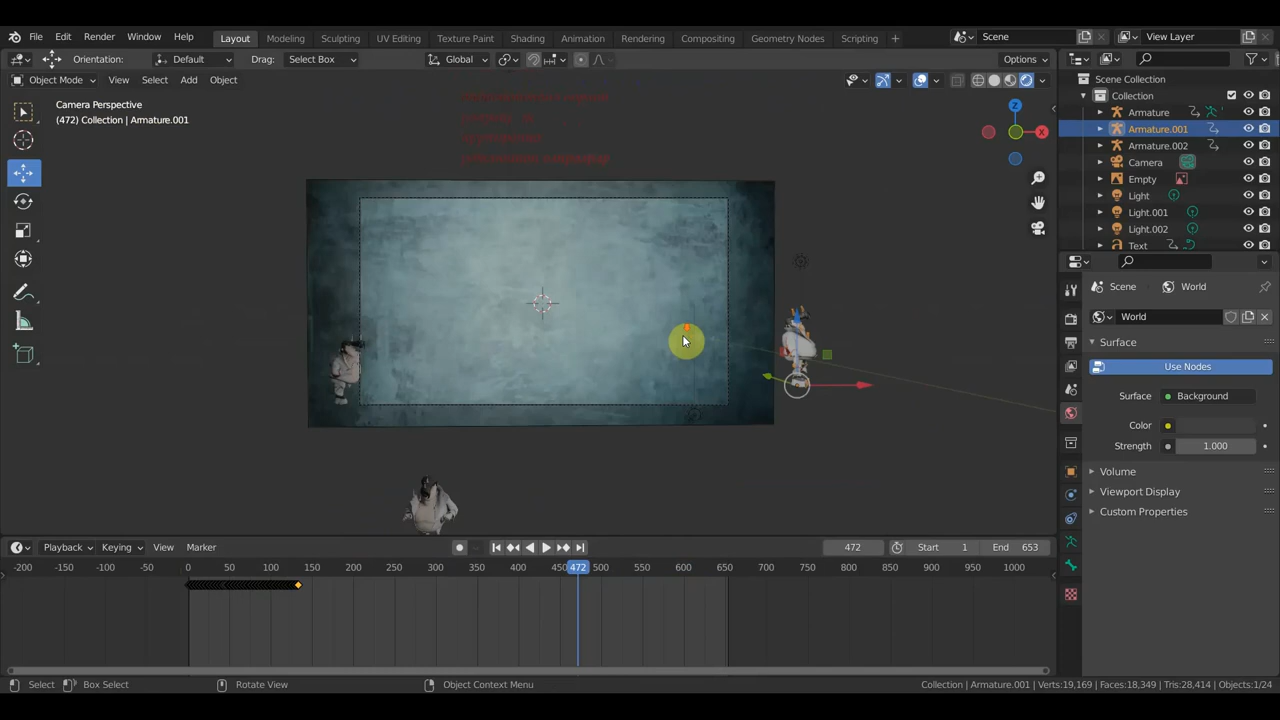 File Edit Render Window Help Layout Modeling Sculpting UV Editing Texture Paint Shading Animation Rendering Compositing Geometry Nodes Scripting + Scene View Layer
Orientation: Default Drag: Select Box Global Options
Object Mode View Select Add Object
Camera Perspective
(472) Collection | Armature.001
Z
X
Scene Collection
Collection
Armature
Armature.001
Armature.002
Camera
Empty
Light
Light.001
Light.002
Text
Scene World
World
Surface
Use Nodes
Surface Background
Color
Strength 1.000
Volume
Viewport Display
Custom Properties
Playback Keying View Marker 472 Start 1 End 653
-200 -150 -100 -50 0 50 100 150 200 250 300 350 400 450 472 500 550 600 650 700 750 800 850 900 950 1000
Select Box Select Rotate View Object Context Menu Collection | Armature.001 | Verts:19,169 | Faces:18,349 | Tris:28,414 | Objects:1/24